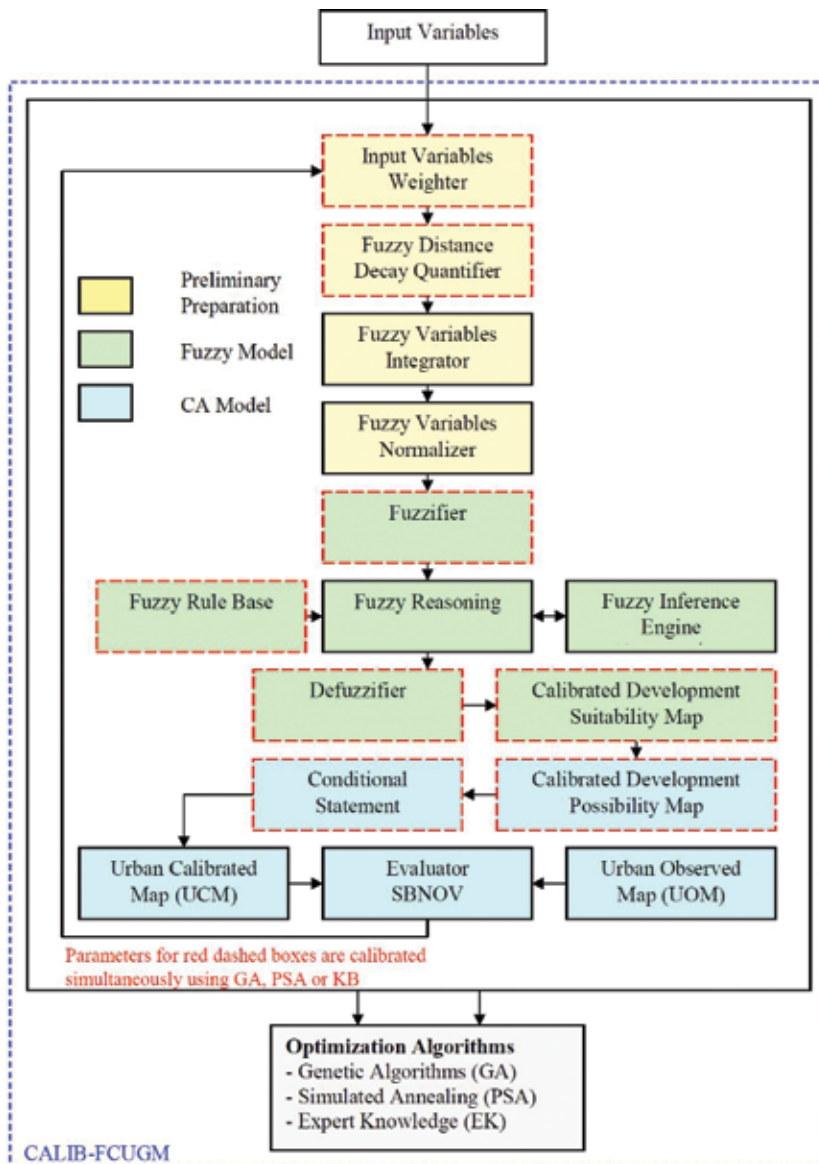 Input Variables
Input Variables
Weighter
Fuzzy Distance
Decay Quantifier
Preliminary
Preparation
Fuzzy Model
CA Model
Fuzzy Variables
Integrator
Fuzzy Variables
Normalizer
Fuzzifier
Fuzzy Rule Base
Fuzzy Reasoning
Fuzzy Inference
Engine
Defuzzifier
Calibrated Development
Suitability Map
Conditional
Statement
Calibrated Development
Possibility Map
Urban Calibrated
Map (UCM)
Evaluator
SBNOV
Urban Observed
Map (UOM)
Parameters for red dashed boxes are calibrated
simultaneously using GA, PSA or KB
Optimization Algorithms
- Genetic Algorithms (GA)
- Simulated Annealing (PSA)
- Expert Knowledge (EK)
CALIB-FCUGM